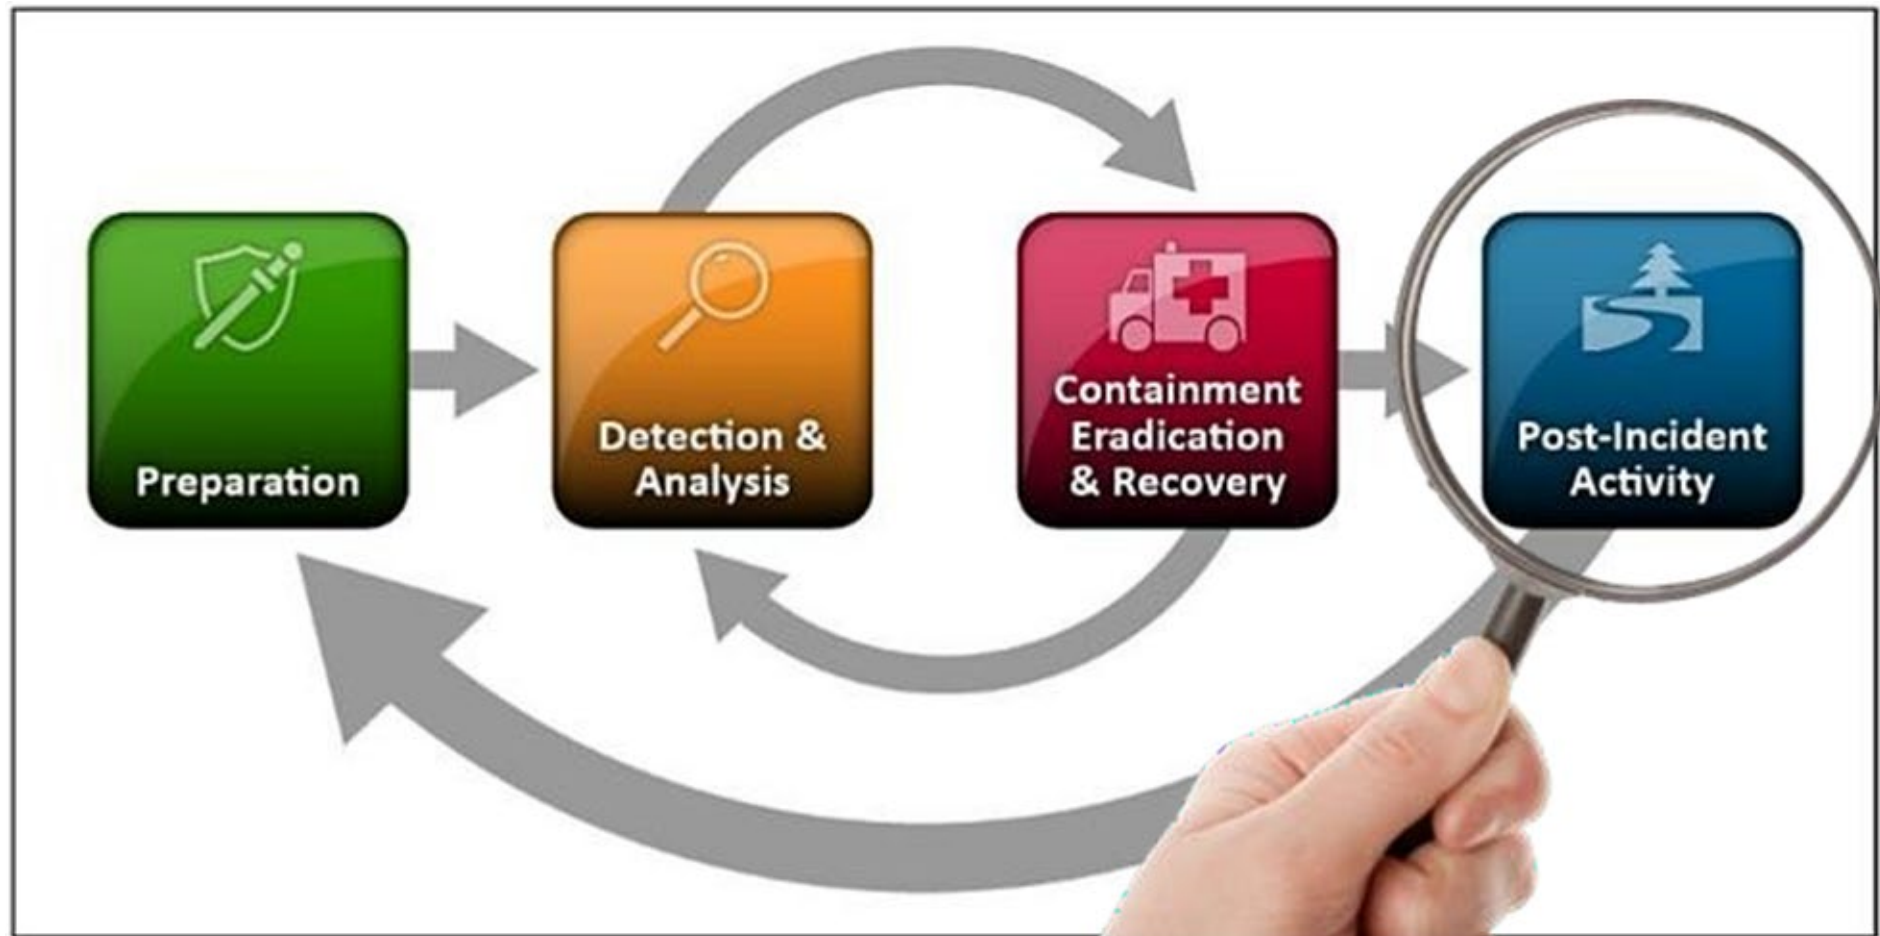 Preparation
Detection &
Analysis
Containment
Eradication
& Recovery
Post-Incident
Activity